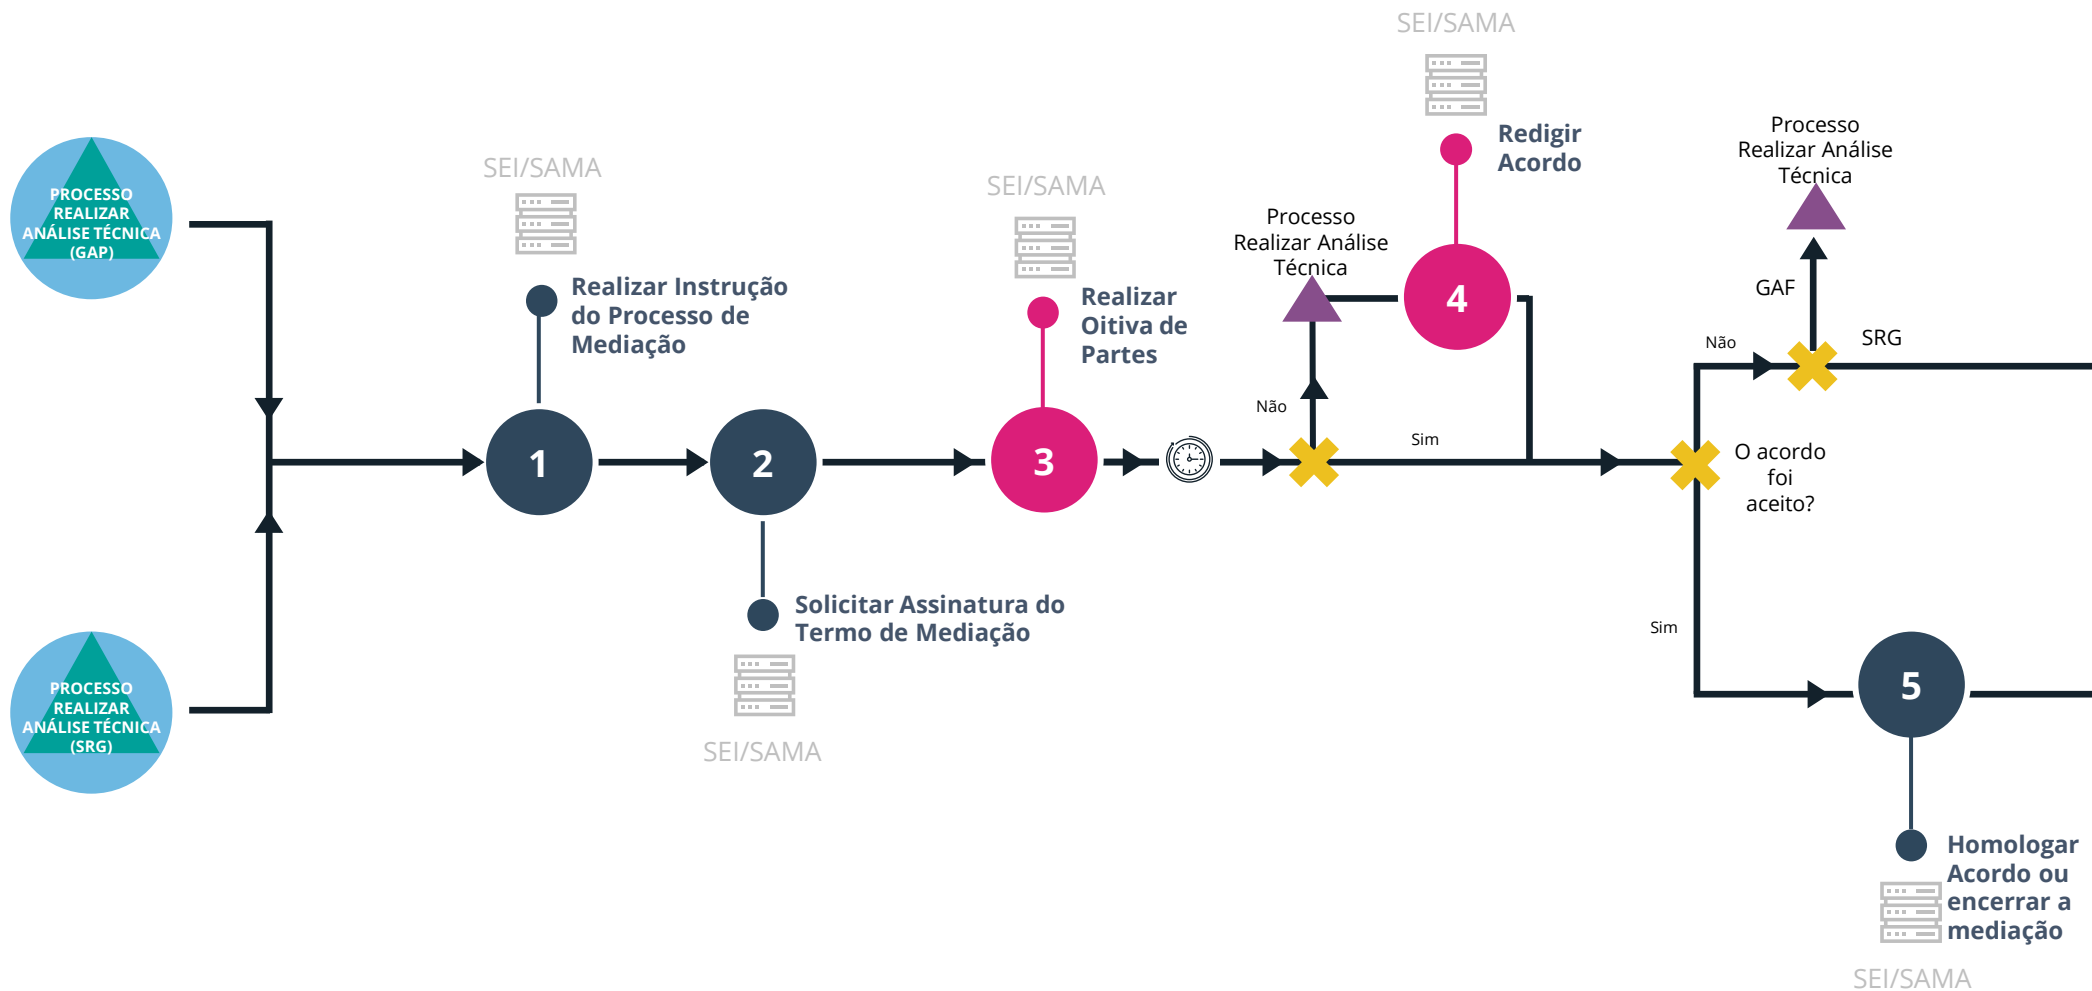 SEI/SAMA
Redigir
Acordo
Processo
Realizar Análise
Técnica
PROCESSO
REALIZAR
ANÁLISE TÉCNICA
(GAP)
SEI/SAMA
SEI/SAMA
Processo
Realizar Análise
Técnica
Realizar Instrução
do Processo de
Mediação
Realizar
Oitiva de
Partes
4
GAF
SRG
Não
Não
Sim
1
2
3
O acordo
foi
aceito?
Solicitar Assinatura do
Termo de Mediação
SEI/SAMA
Sim
PROCESSO
REALIZAR
ANÁLISE TÉCNICA
(SRG)
5
Homologar
Acordo ou
encerrar a
mediação
SEI/SAMA